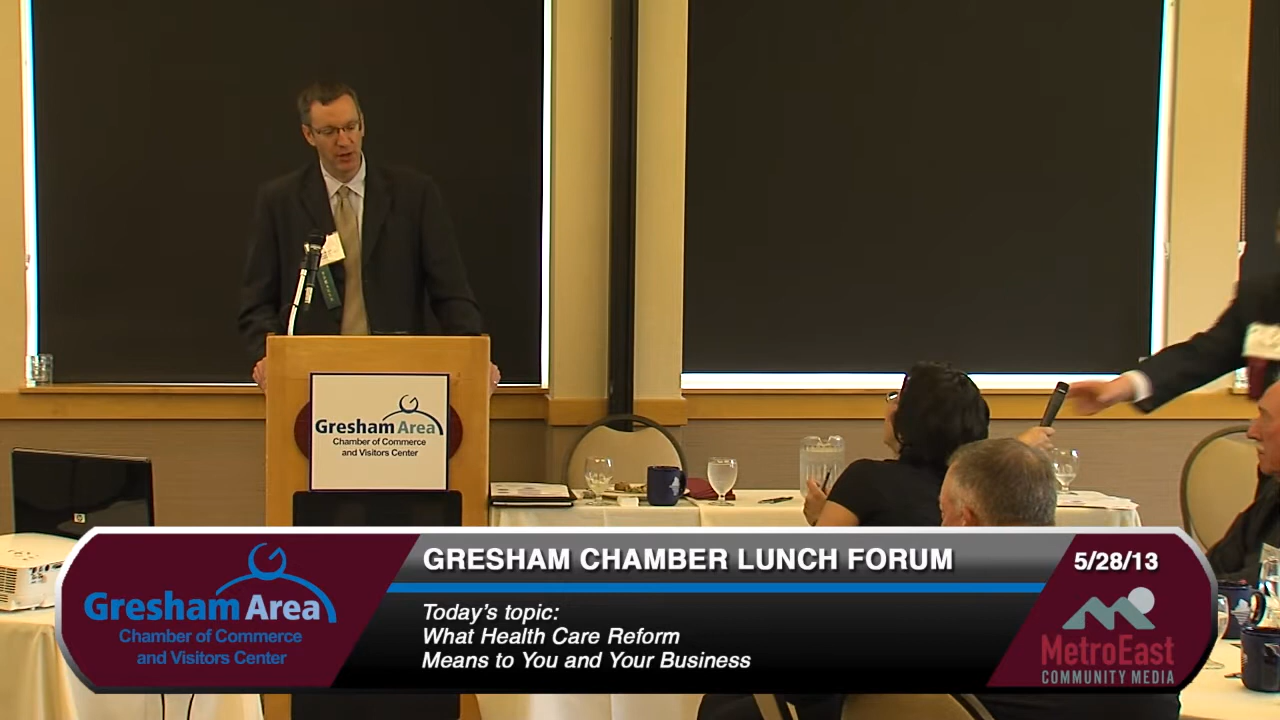 Gresham Area
Chamber of Commerce
and Visitors Center
hp
Gresham Area
Chamber of Commerce
and Visitors Center
GRESHAM CHAMBER LUNCH FORUM
Today's topic:
What Health Care Reform
Means to You and Your Business
5/28/13
MetroEast
COMMUNITY MEDIA